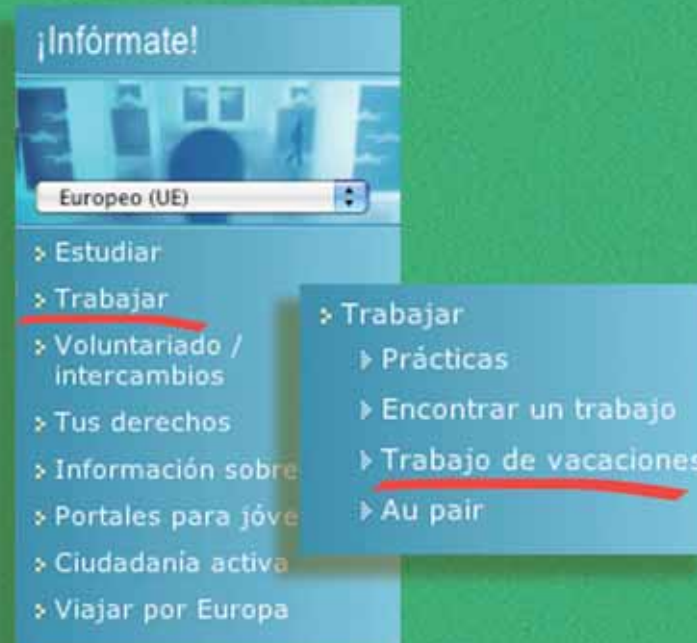 ¡Infórmate!
Europeo (UE)
Estudiar
Trabajar
Voluntariado /
intercambios
Tus derechos
Información sobre
Portales para jóve
Ciudadanía activa
Viajar por Europa
Trabajar
Prácticas
Encontrar un trabajo
Trabajo de vacaciones
Au pair